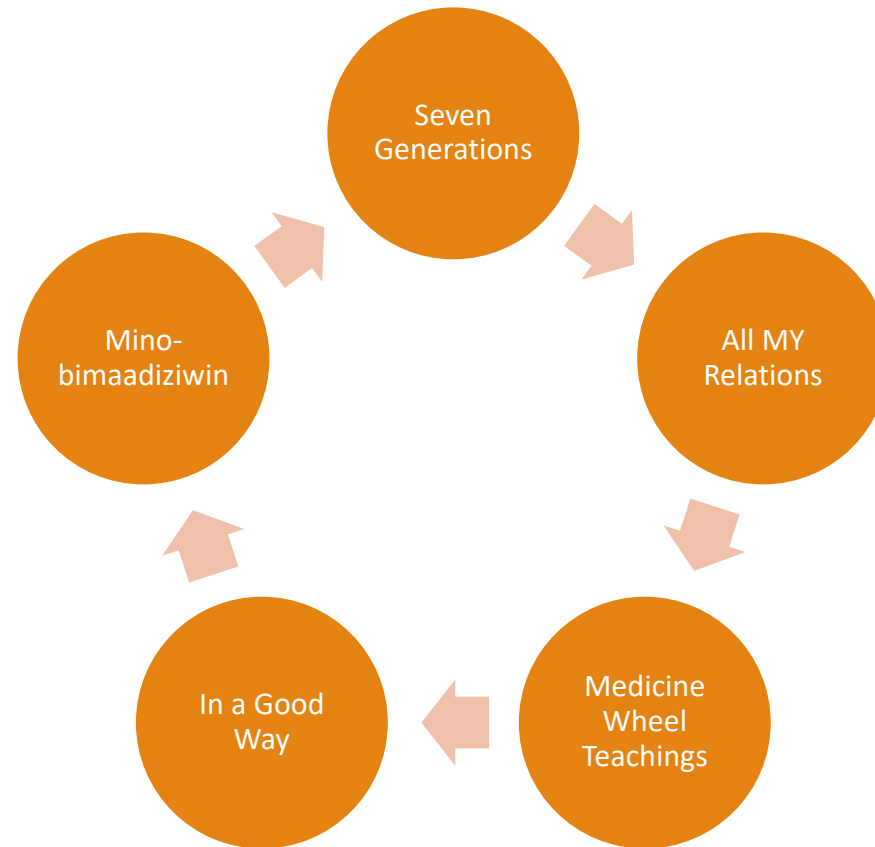 Seven
Generations
All MY
Relations
Medicine
Wheel
Teachings
In a Good
Way
Mino-
bimaadiziwin